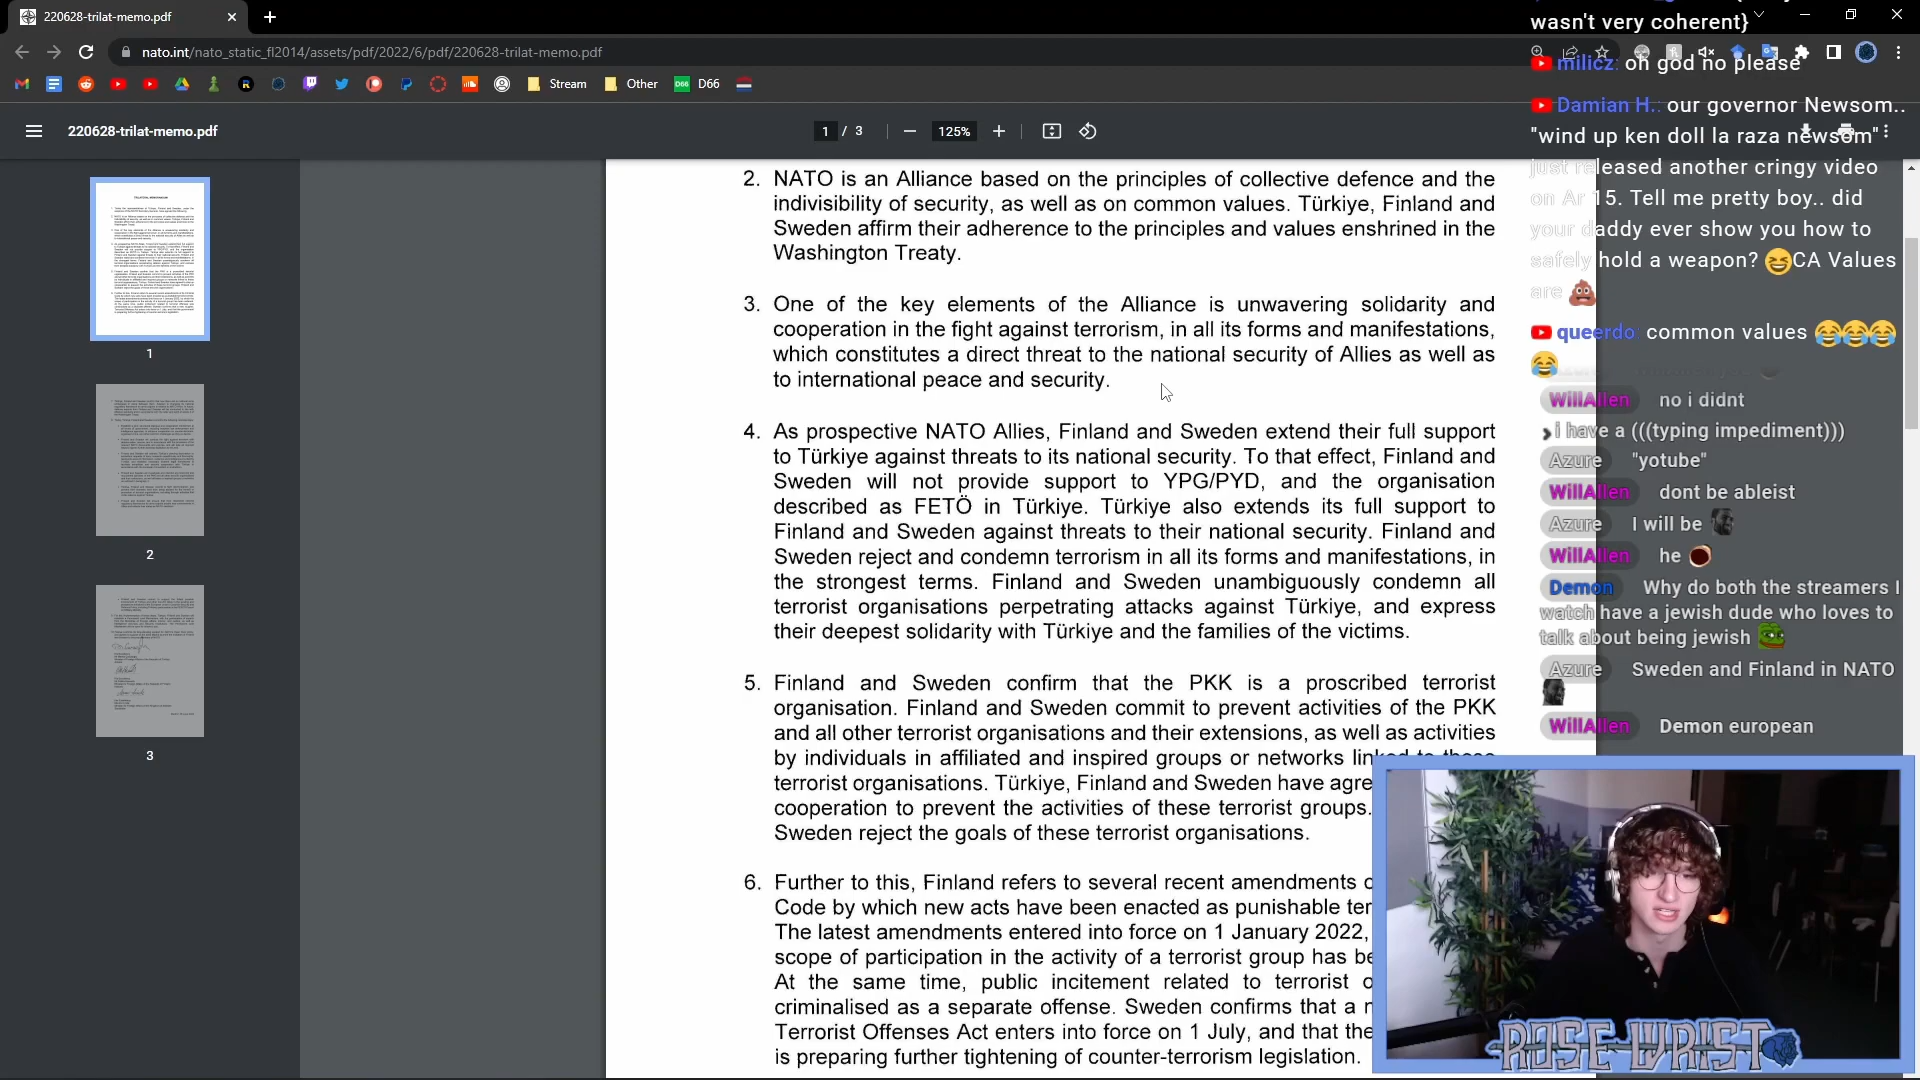 220628-trilat-memo.pdf
nato.int/nato_static_fl2014/assets/pdf/2022/6/pdf/220628-trilat-memo.pdf
Stream
Other
D66
D66
220628-trilat-memo.pdf
1 / 3
125%
1
2
3
2. NATO is an Alliance based on the principles of collective defence and the
indivisibility of security, as well as on common values. Türkiye, Finland and
Sweden affirm their adherence to the principles and values enshrined in the
Washington Treaty.
3. One of the key elements of the Alliance is unwavering solidarity and
cooperation in the fight against terrorism, in all its forms and manifestations,
which constitutes a direct threat to the national security of Allies as well as
to international peace and security.
4. As prospective NATO Allies, Finland and Sweden extend their full support
to Türkiye against threats to its national security. To that effect, Finland and
Sweden will not provide support to YPG/PYD, and the organisation
described as FETÖ in Türkiye. Türkiye also extends its full support to
Finland and Sweden against threats to their national security. Finland and
Sweden reject and condemn terrorism in all its forms and manifestations, in
the strongest terms. Finland and Sweden unambiguously condemn all
terrorist organisations perpetrating attacks against Türkiye, and express
their deepest solidarity with Türkiye and the families of the victims.
5. Finland and Sweden confirm that the PKK is a proscribed terrorist
organisation. Finland and Sweden commit to prevent activities of the PKK
and all other terrorist organisations and their extensions, as well as activities
by individuals in affiliated and inspired groups or networks linked to these
terrorist organisations. Türkiye, Finland and Sweden have agre
cooperation to prevent the activities of these terrorist groups.
Sweden reject the goals of these terrorist organisations.
6. Further to this, Finland refers to several recent amendments o
Code by which new acts have been enacted as punishable ter
The latest amendments entered into force on 1 January 2022,
scope of participation in the activity of a terrorist group has be
At the same time, public incitement related to terrorist o
criminalised as a separate offense. Sweden confirms that a n
Terrorist Offenses Act enters into force on 1 July, and that the
is preparing further tightening of counter-terrorism legislation.
wasn't very coherent}
milicz: oh god no please
Damian H.: our governor Newsom..
"wind up ken doll la raza newsom"
just released another cringy video
on Ar 15. Tell me pretty boy.. did
your daddy ever show you how to
safely hold a weapon? 😆CA Values
are 💩
queerdo common values 😂😂😂
😂
WillAllen no i didnt
i have a (((typing impediment)))
Azure "yotube"
WillAllen dont be ableist
Azure I will be
WillAllen he
Demon Why do both the streamers I
watch have a jewish dude who loves to
talk about being jewish
Azure Sweden and Finland in NATO
WillAllen Demon european
ROSE WRIST